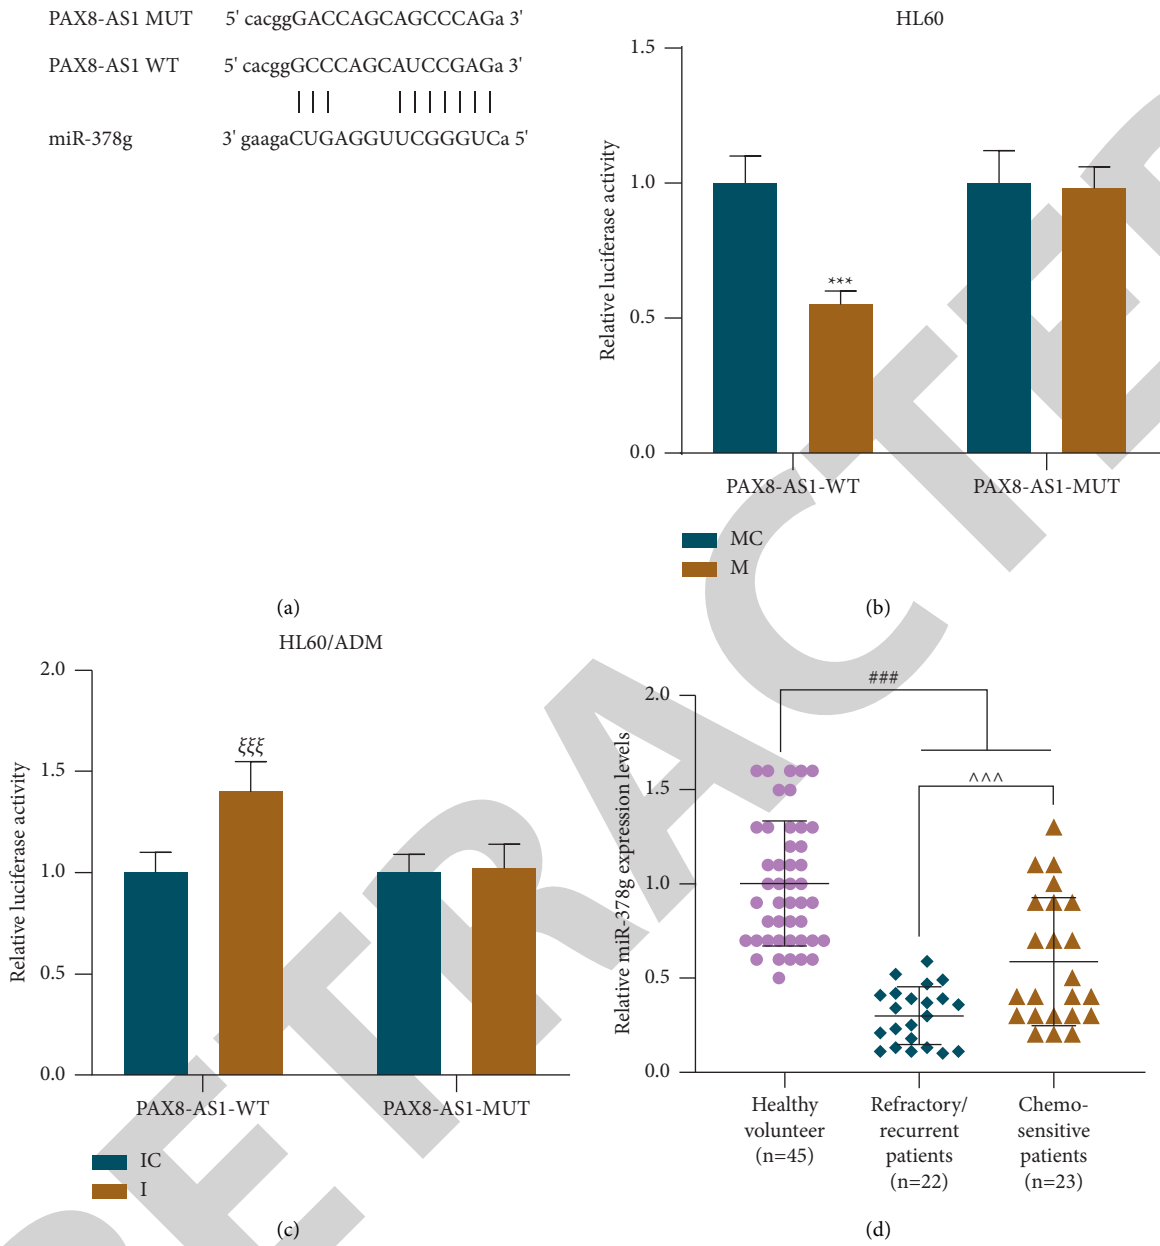 PAX8-AS1 MUT 5' cacggGACCAGCAGCCCAGa 3'
PAX8-AS1 WT 5' cacggGCCCAGCAUCCGAGa 3'
miR-378g 3' gaagaCUGAGGUUCGGGUCa 5'
(a)
HL60
Relative luciferase activity
1.5
1.0
0.5
0.0
***
PAX8-AS1-WT PAX8-AS1-MUT
MC
M
(b)
HL60/ADM
Relative luciferase activity
2.0
1.5
1.0
0.5
0.0
ξξξ
PAX8-AS1-WT PAX8-AS1-MUT
IC
I
(c)
Relative miR-378g expression levels
2.0
1.5
1.0
0.5
0.0
###
^^^
Healthy
volunteer
(n=45)
Refractory/
recurrent
patients
(n=22)
Chemo-
sensitive
patients
(n=23)
(d)
RETRACTED